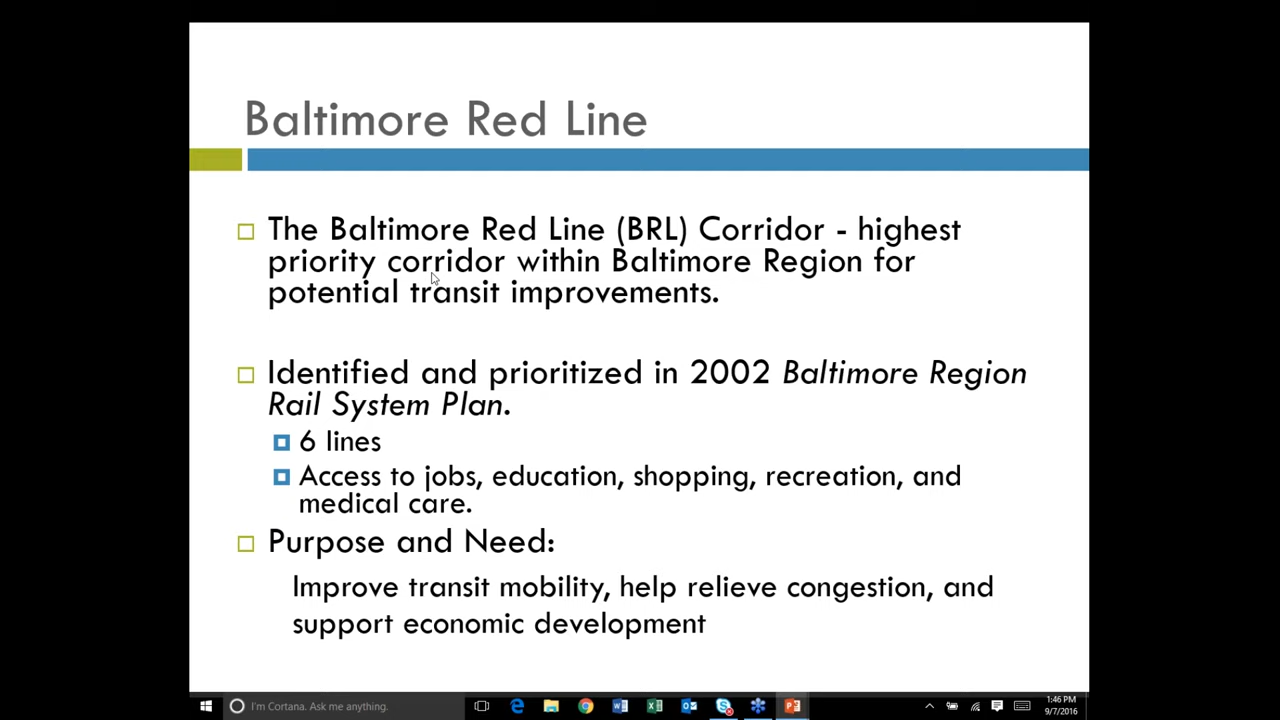 Baltimore Red Line
The Baltimore Red Line (BRL) Corridor - highest
priority corridor within Baltimore Region for
potential transit improvements.
Identified and prioritized in 2002 Baltimore Region
Rail System Plan.
6 lines
Access to jobs, education, shopping, recreation, and
medical care.
Purpose and Need:
Improve transit mobility, help relieve congestion, and
support economic development
I'm Cortana. Ask me anything.
1:46 PM
9/7/2016